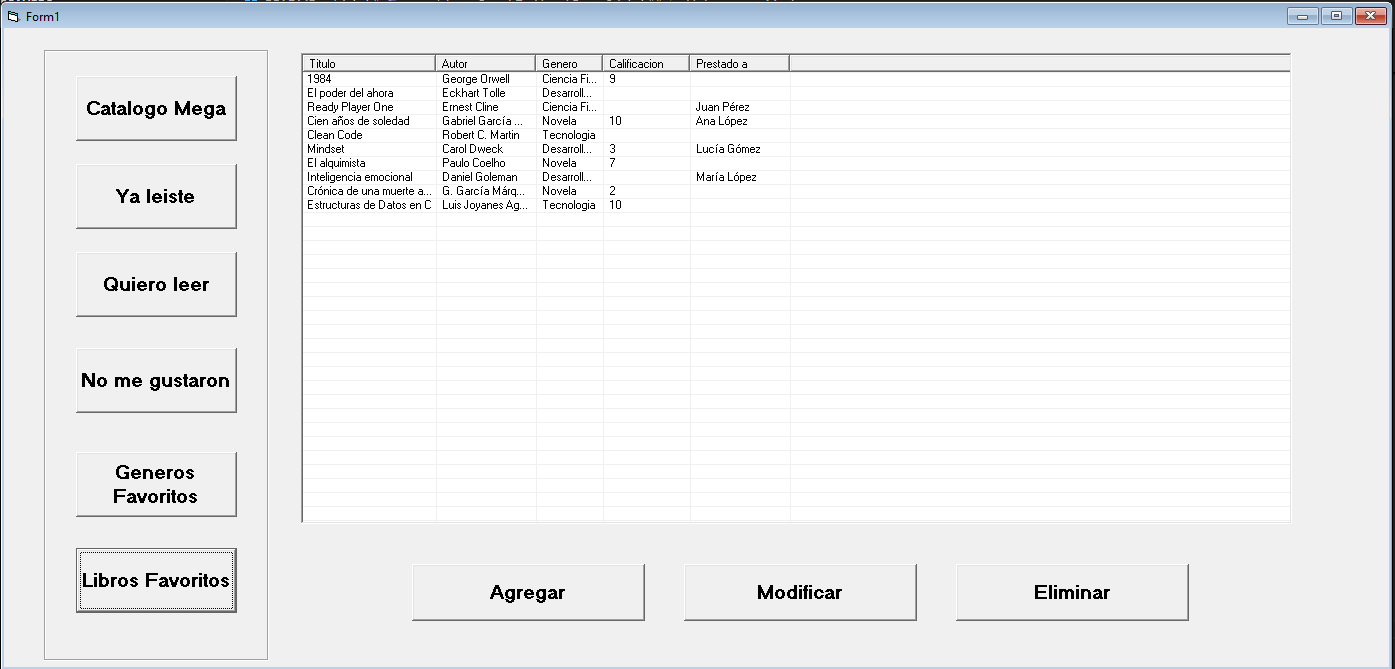 Form1
Catalogo Mega
Ya leiste
Quiero leer
No me gustaron
Generos
Favoritos
Libros Favoritos
Titulo Autor Genero Calificacion Prestado a
1984 George Orwell Ciencia Fi... 9
El poder del ahora Eckhart Tolle Desarroll...
Ready Player One Ernest Cline Ciencia Fi... Juan Pérez
Cien años de soledad Gabriel García ... Novela 10 Ana López
Clean Code Robert C. Martin Tecnologia
Mindset Carol Dweck Desarroll... 3 Lucía Gómez
El alquimista Paulo Coelho Novela 7
Inteligencia emocional Daniel Goleman Desarroll... María López
Crónica de una muerte a... G. García Márq... Novela 2
Estructuras de Datos en C Luis Joyanes Ag... Tecnologia 10
Agregar Modificar Eliminar